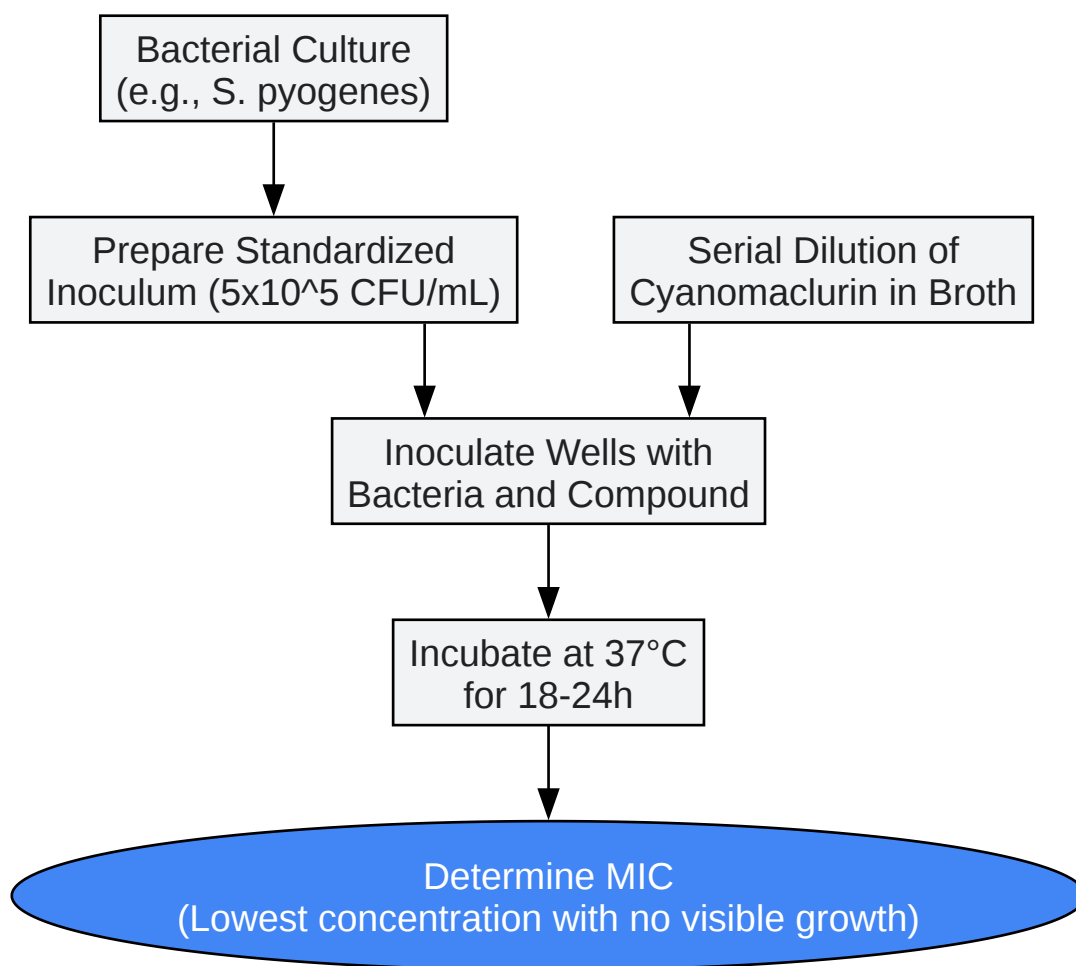 Bacterial Culture
(e.g., S. pyogenes)
Prepare Standardized
Inoculum (5x10^5 CFU/mL)
Serial Dilution of
Cyanomaclurin in Broth
Inoculate Wells with
Bacteria and Compound
Incubate at 37°C
for 18-24h
Determine MIC
(Lowest concentration with no visible growth)